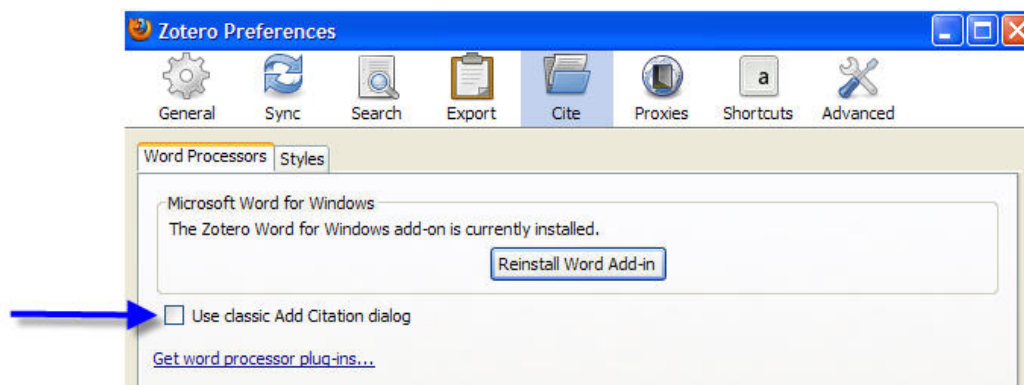 Zotero Preferences
General Sync Search Export Cite Proxies a Shortcuts Advanced
Word Processors Styles
Microsoft Word for Windows
The Zotero Word for Windows add-on is currently installed.
Reinstall Word Add-in
Use classic Add Citation dialog
Get word processor plug-ins...